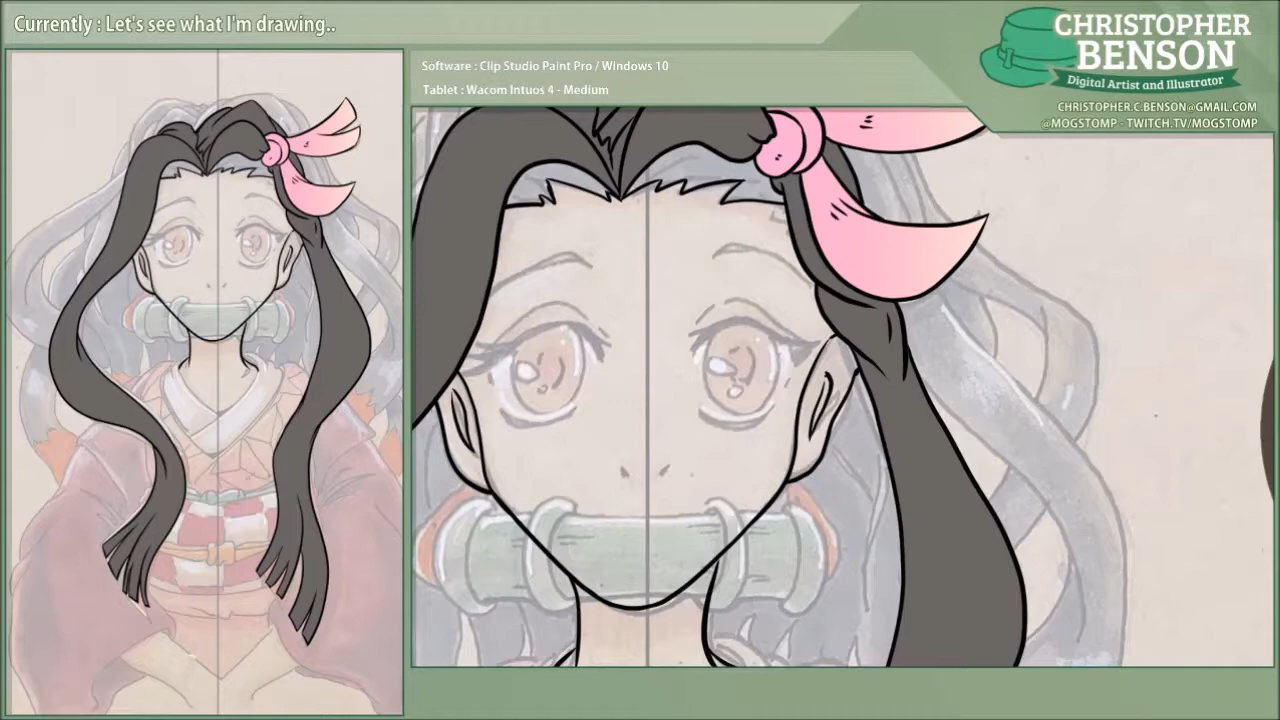 Currently : Let's see what I'm drawing..
Software : Clip Studio Paint Pro / Windows 10
Tablet : Wacom Intuos 4 - Medium
CHRISTOPHER
BENSON
Digital Artist and Illustrator
CHRISTOPHER.C.BENSON@GMAIL.COM
@MOGSTOMP - TWITCH.TV/MOGSTOMP